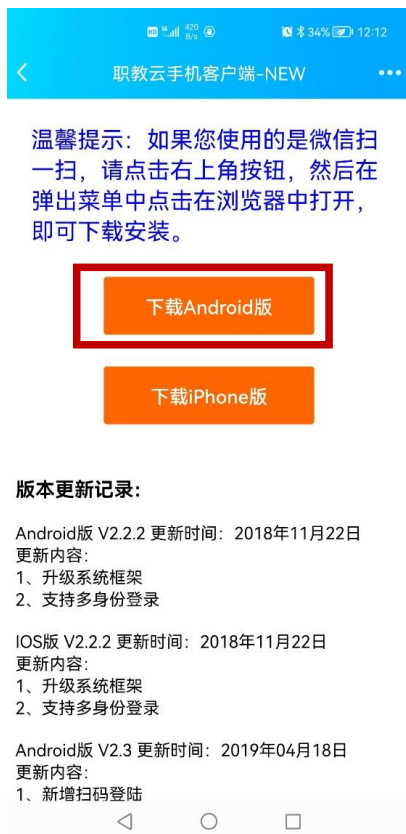 HD 5G 420 B/s 34% 12:12
职教云手机客户端-NEW
温馨提示：如果您使用的是微信扫
一扫，请点击右上角按钮，然后在
弹出菜单中点击在浏览器中打开，
即可下载安装。
下载Android版
下载iPhone版
版本更新记录：
Android版 V2.2.2 更新时间：2018年11月22日
更新内容：
1、升级系统框架
2、支持多身份登录
IOS版 V2.2.2 更新时间：2018年11月22日
更新内容：
1、升级系统框架
2、支持多身份登录
Android版 V2.3 更新时间：2019年04月18日
更新内容：
1、新增扫码登陆